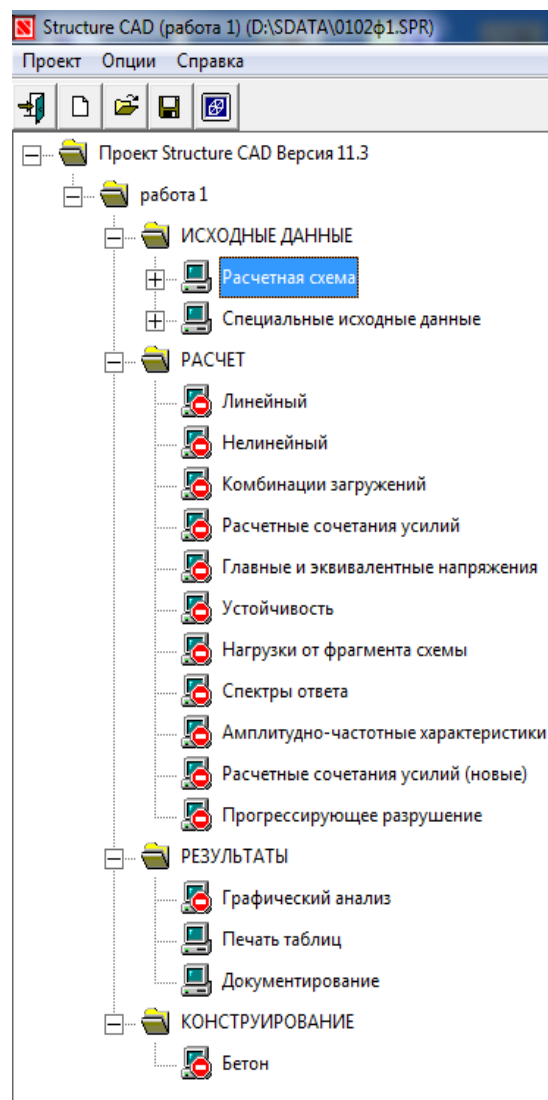 Structure CAD (работа 1) (D:\SDATA\0102ф1.SPR)
Проект Опции Справка
Проект Structure CAD Версия 11.3
работа 1
ИСХОДНЫЕ ДАННЫЕ
Расчетная схема
Специальные исходные данные
РАСЧЕТ
Линейный
Нелинейный
Комбинации загружений
Расчетные сочетания усилий
Главные и эквивалентные напряжения
Устойчивость
Нагрузки от фрагмента схемы
Спектры ответа
Амплитудно-частотные характеристики
Расчетные сочетания усилий (новые)
Прогрессирующее разрушение
РЕЗУЛЬТАТЫ
Графический анализ
Печать таблиц
Документирование
КОНСТРУИРОВАНИЕ
Бетон